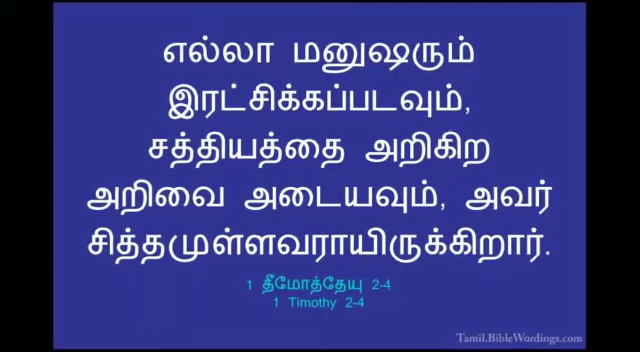 எல்லா மனுஷரும்
இரட்சிக்கப்படவும்,
சத்தியத்தை அறிகிற
அறிவை அடையவும், அவர்
சித்தமுள்ளவராயிருக்கிறார்.
1 தீமோத்தேயு 2-4
1 Timothy 2-4
Tamil.BibleWordings.com